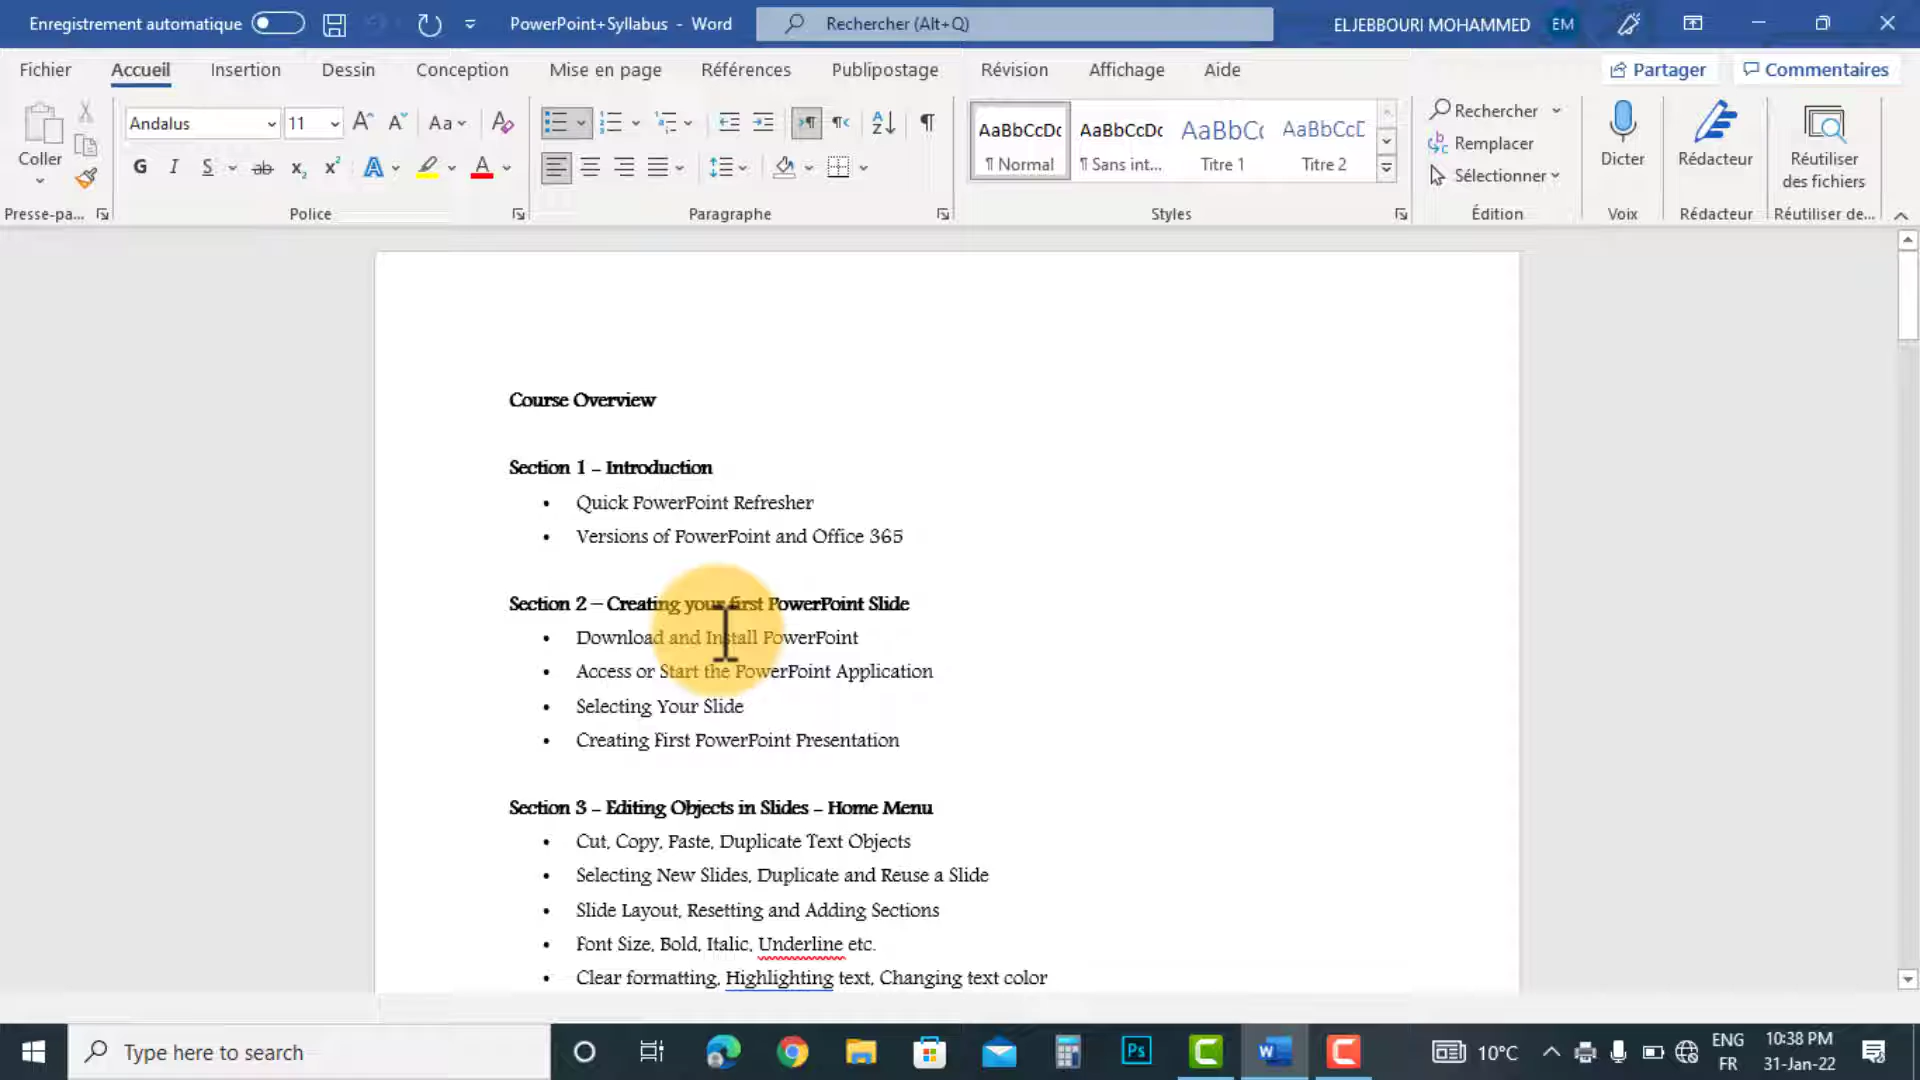 Enregistrement automatique
PowerPoint+Syllabus - Word
Rechercher (Alt+Q)
ELJEBBOURI MOHAMMED EM
Fichier Accueil Insertion Dessin Conception Mise en page Références Publipostage Révision Affichage Aide Partager Commentaires
Coller
Andalus 11
Aa
G I S ab x₂ x² A A
AaBbCcDc AaBbCcDc AaBbCc AaBbCcD
¶ Normal ¶ Sans int... Titre 1 Titre 2
Rechercher
Remplacer
Sélectionner
Dicter
Rédacteur
Réutiliser
des fichiers
Presse-pa... Police Paragraphe Styles Édition Voix Rédacteur Réutiliser de...
Course Overview
Section 1 – Introduction
• Quick PowerPoint Refresher
• Versions of PowerPoint and Office 365
Section 2 – Creating your first PowerPoint Slide
• Download and Install PowerPoint
• Access or Start the PowerPoint Application
• Selecting Your Slide
• Creating First PowerPoint Presentation
Section 3 – Editing Objects in Slides – Home Menu
• Cut, Copy, Paste, Duplicate Text Objects
• Selecting New Slides, Duplicate and Reuse a Slide
• Slide Layout, Resetting and Adding Sections
• Font Size, Bold, Italic, Underline etc.
• Clear formatting, Highlighting text, Changing text color
Type here to search
Ps
10°C
ENG
FR
10:38 PM
31-Jan-22